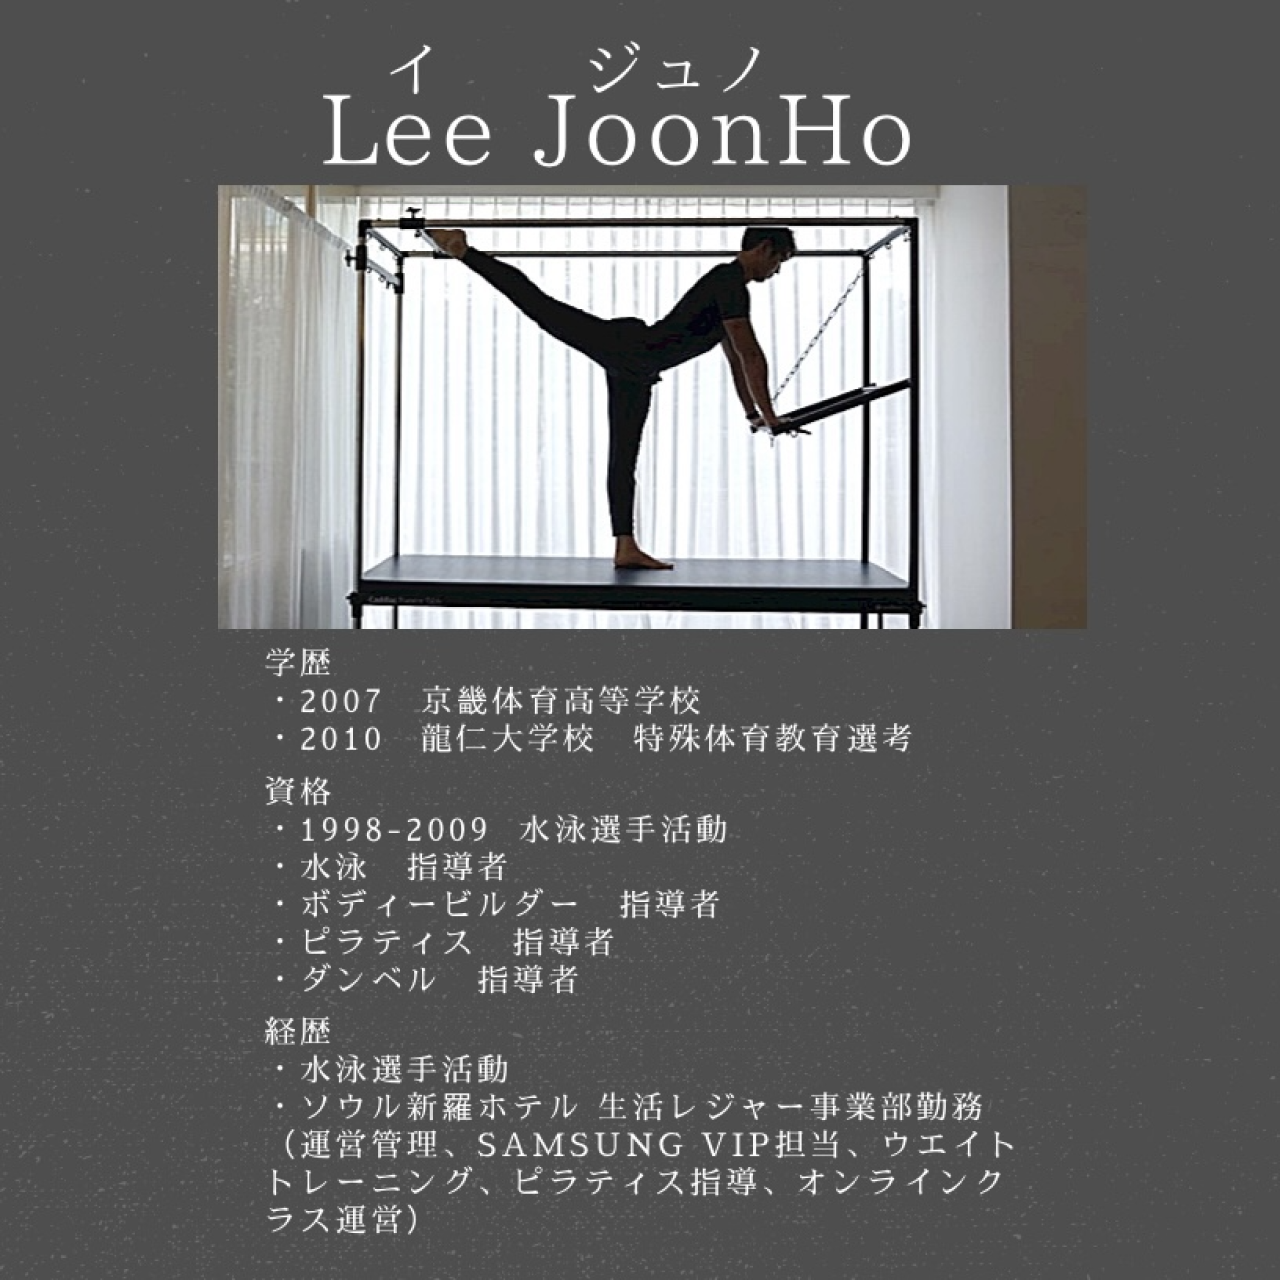 イ　ジュノ
Lee JoonHo
学歴
・2007　京畿体育高等学校
・2010　龍仁大学校　特殊体育教育選考
資格
・1998-2009　水泳選手活動
・水泳　指導者
・ボディービルダー　指導者
・ピラティス　指導者
・ダンベル　指導者
経歴
・水泳選手活動
・ソウル新羅ホテル 生活レジャー事業部勤務
（運営管理、SAMSUNG VIP担当、ウエイト
トレーニング、ピラティス指導、オンラインク
ラス運営）